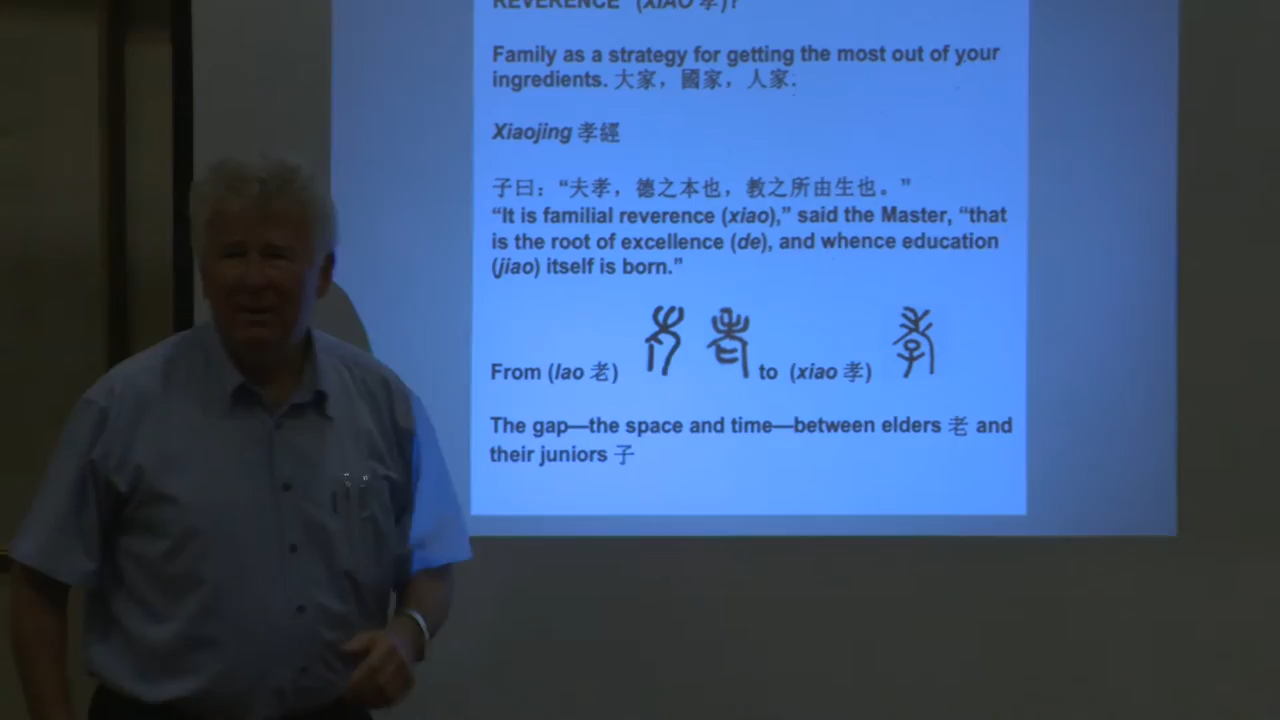 REVERENCE" (XIAO 孝)?
Family as a strategy for getting the most out of your
ingredients. 大家，國家，人家.
Xiaojing 孝經
子曰：“夫孝，德之本也，教之所由生也。”
“It is familial reverence (xiao),” said the Master, “that
is the root of excellence (de), and whence education
(jiao) itself is born.”
From (lao 老) to (xiao 孝)
The gap—the space and time—between elders 老 and
their juniors 子